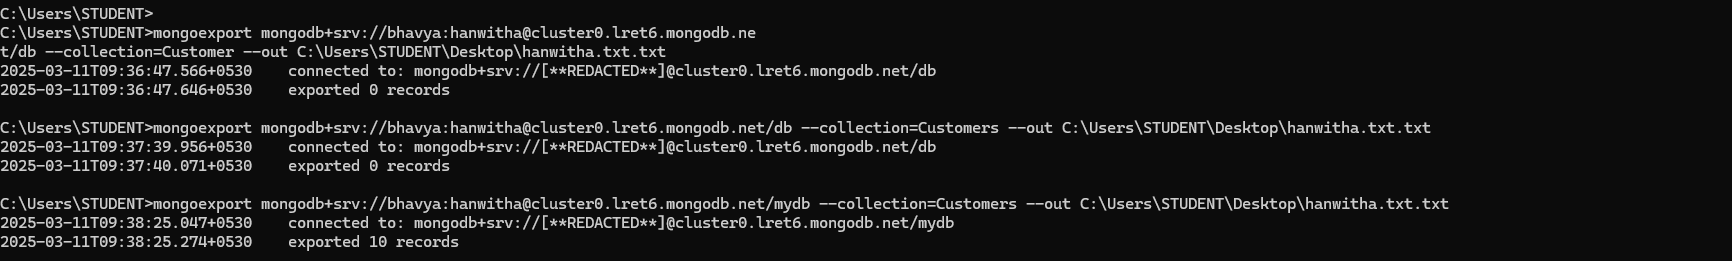 C:\Users\STUDENT>
C:\Users\STUDENT>mongoexport mongodb+srv://bhavya:hanwitha@cluster0.lret6.mongodb.ne
t/db --collection=Customer --out C:\Users\STUDENT\Desktop\hanwitha.txt.txt
2025-03-11T09:36:47.566+0530    connected to: mongodb+srv://[**REDACTED**]@cluster0.lret6.mongodb.net/db
2025-03-11T09:36:47.646+0530    exported 0 records
C:\Users\STUDENT>mongoexport mongodb+srv://bhavya:hanwitha@cluster0.lret6.mongodb.net/db --collection=Customers --out C:\Users\STUDENT\Desktop\hanwitha.txt.txt
2025-03-11T09:37:39.956+0530    connected to: mongodb+srv://[**REDACTED**]@cluster0.lret6.mongodb.net/db
2025-03-11T09:37:40.071+0530    exported 0 records
C:\Users\STUDENT>mongoexport mongodb+srv://bhavya:hanwitha@cluster0.lret6.mongodb.net/mydb --collection=Customers --out C:\Users\STUDENT\Desktop\hanwitha.txt.txt
2025-03-11T09:38:25.047+0530    connected to: mongodb+srv://[**REDACTED**]@cluster0.lret6.mongodb.net/mydb
2025-03-11T09:38:25.274+0530    exported 10 records